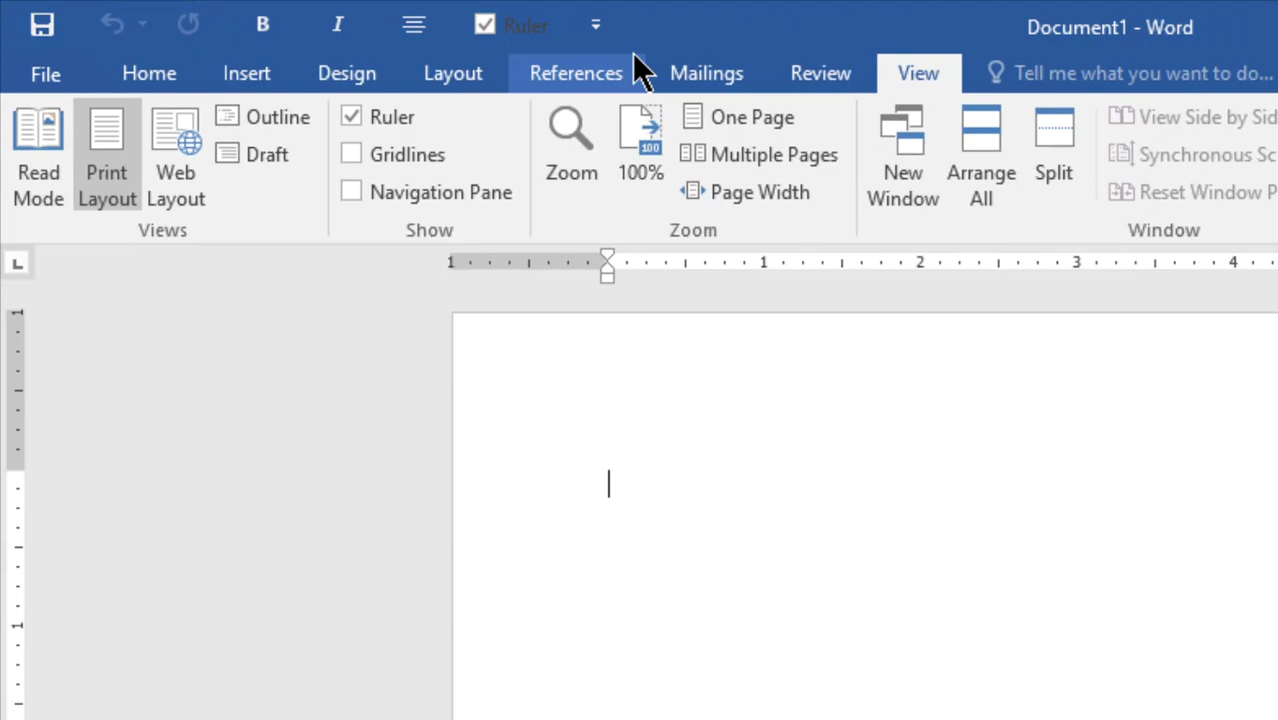 B I Ruler Document1 - Word
File Home Insert Design Layout References Mailings Review View Tell me what you want to do...
Read Mode
Print Layout
Web Layout
Outline
Draft
Views
Ruler
Gridlines
Navigation Pane
Show
Zoom
100
100%
One Page
Multiple Pages
Page Width
Zoom
New Window
Arrange All
Split
View Side by Sid
Synchronous Sc
Reset Window P
Window
L
1 1 2 3 4
1
1